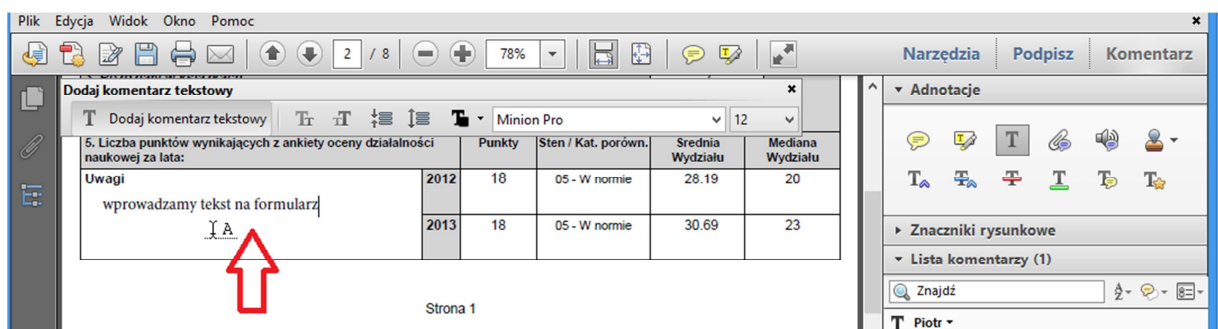 Plik Edycja Widok Okno Pomoc
2 / 8 78% Narzędzia Podpisz Komentarz
Dodaj komentarz tekstowy
T Dodaj komentarz tekstowy Minion Pro 12
Adnotacje
5. Liczba punktów wynikających z ankiety oceny działalności naukowej za lata: Punkty Sten / Kat. porówn. Srednia Wydziału Mediana Wydziału
Uwagi 2012 18 05 - W normie 28.19 20
wprowadzamy tekst na formularz
A
2013 18 05 - W normie 30.69 23
Znaczniki rysunkowe
Lista komentarzy (1)
Znajdź
Strona 1
T Piotr